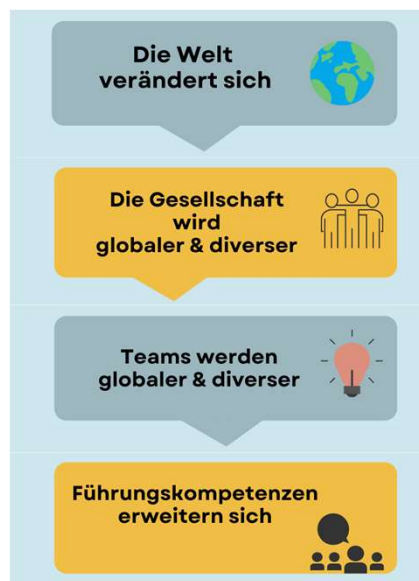 Die Welt
verändert sich
Die Gesellschaft
wird
globaler & diverser
Teams werden
globaler & diverser
Führungskompetenzen
erweitern sich